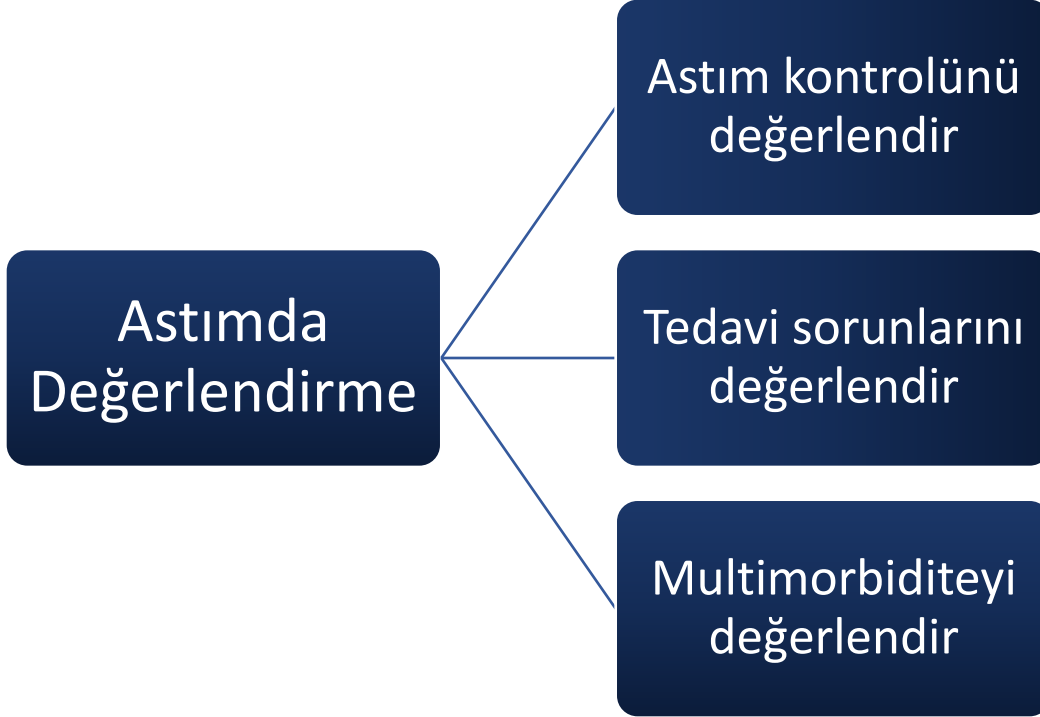 Astımda
Değerlendirme
Astım kontrolünü
değerlendir
Tedavi sorunlarını
değerlendir
Multimorbiditeyi
değerlendir